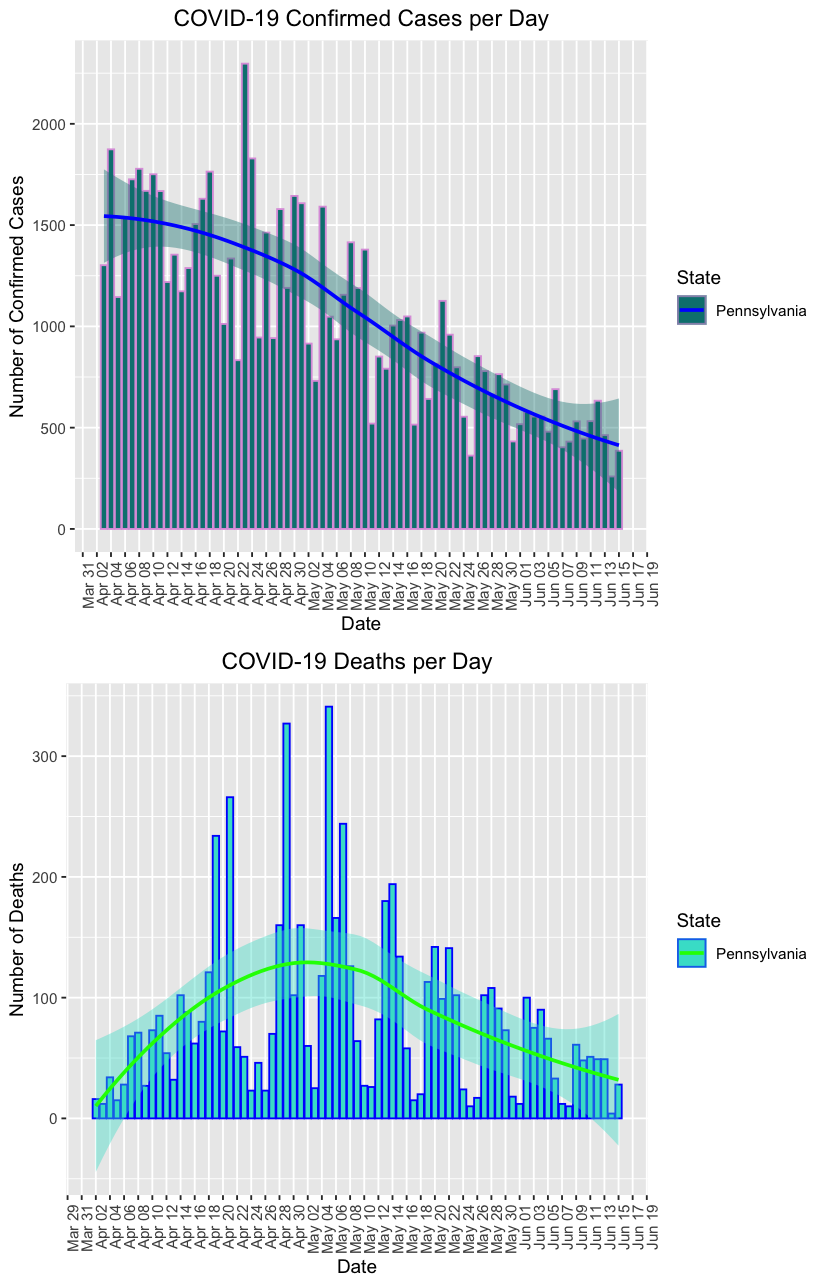 COVID-19 Confirmed Cases per Day
Number of Confirmed Cases
2000
1500
1000
500
0
Mar 31
Apr 02
Apr 04
Apr 06
Apr 08
Apr 10
Apr 12
Apr 14
Apr 16
Apr 18
Apr 20
Apr 22
Apr 24
Apr 26
Apr 28
Apr 30
May 02
May 04
May 06
May 08
May 10
May 12
May 14
May 16
May 18
May 20
May 22
May 24
May 26
May 28
May 30
Jun 01
Jun 03
Jun 05
Jun 07
Jun 09
Jun 11
Jun 13
Jun 15
Jun 17
Jun 19
Date
State
Pennsylvania
COVID-19 Deaths per Day
Number of Deaths
300
200
100
0
Mar 29
Mar 31
Apr 02
Apr 04
Apr 06
Apr 08
Apr 10
Apr 12
Apr 14
Apr 16
Apr 18
Apr 20
Apr 22
Apr 24
Apr 26
Apr 28
Apr 30
May 02
May 04
May 06
May 08
May 10
May 12
May 14
May 16
May 18
May 20
May 22
May 24
May 26
May 28
May 30
Jun 01
Jun 03
Jun 05
Jun 07
Jun 09
Jun 11
Jun 13
Jun 15
Jun 17
Jun 19
Date
State
Pennsylvania